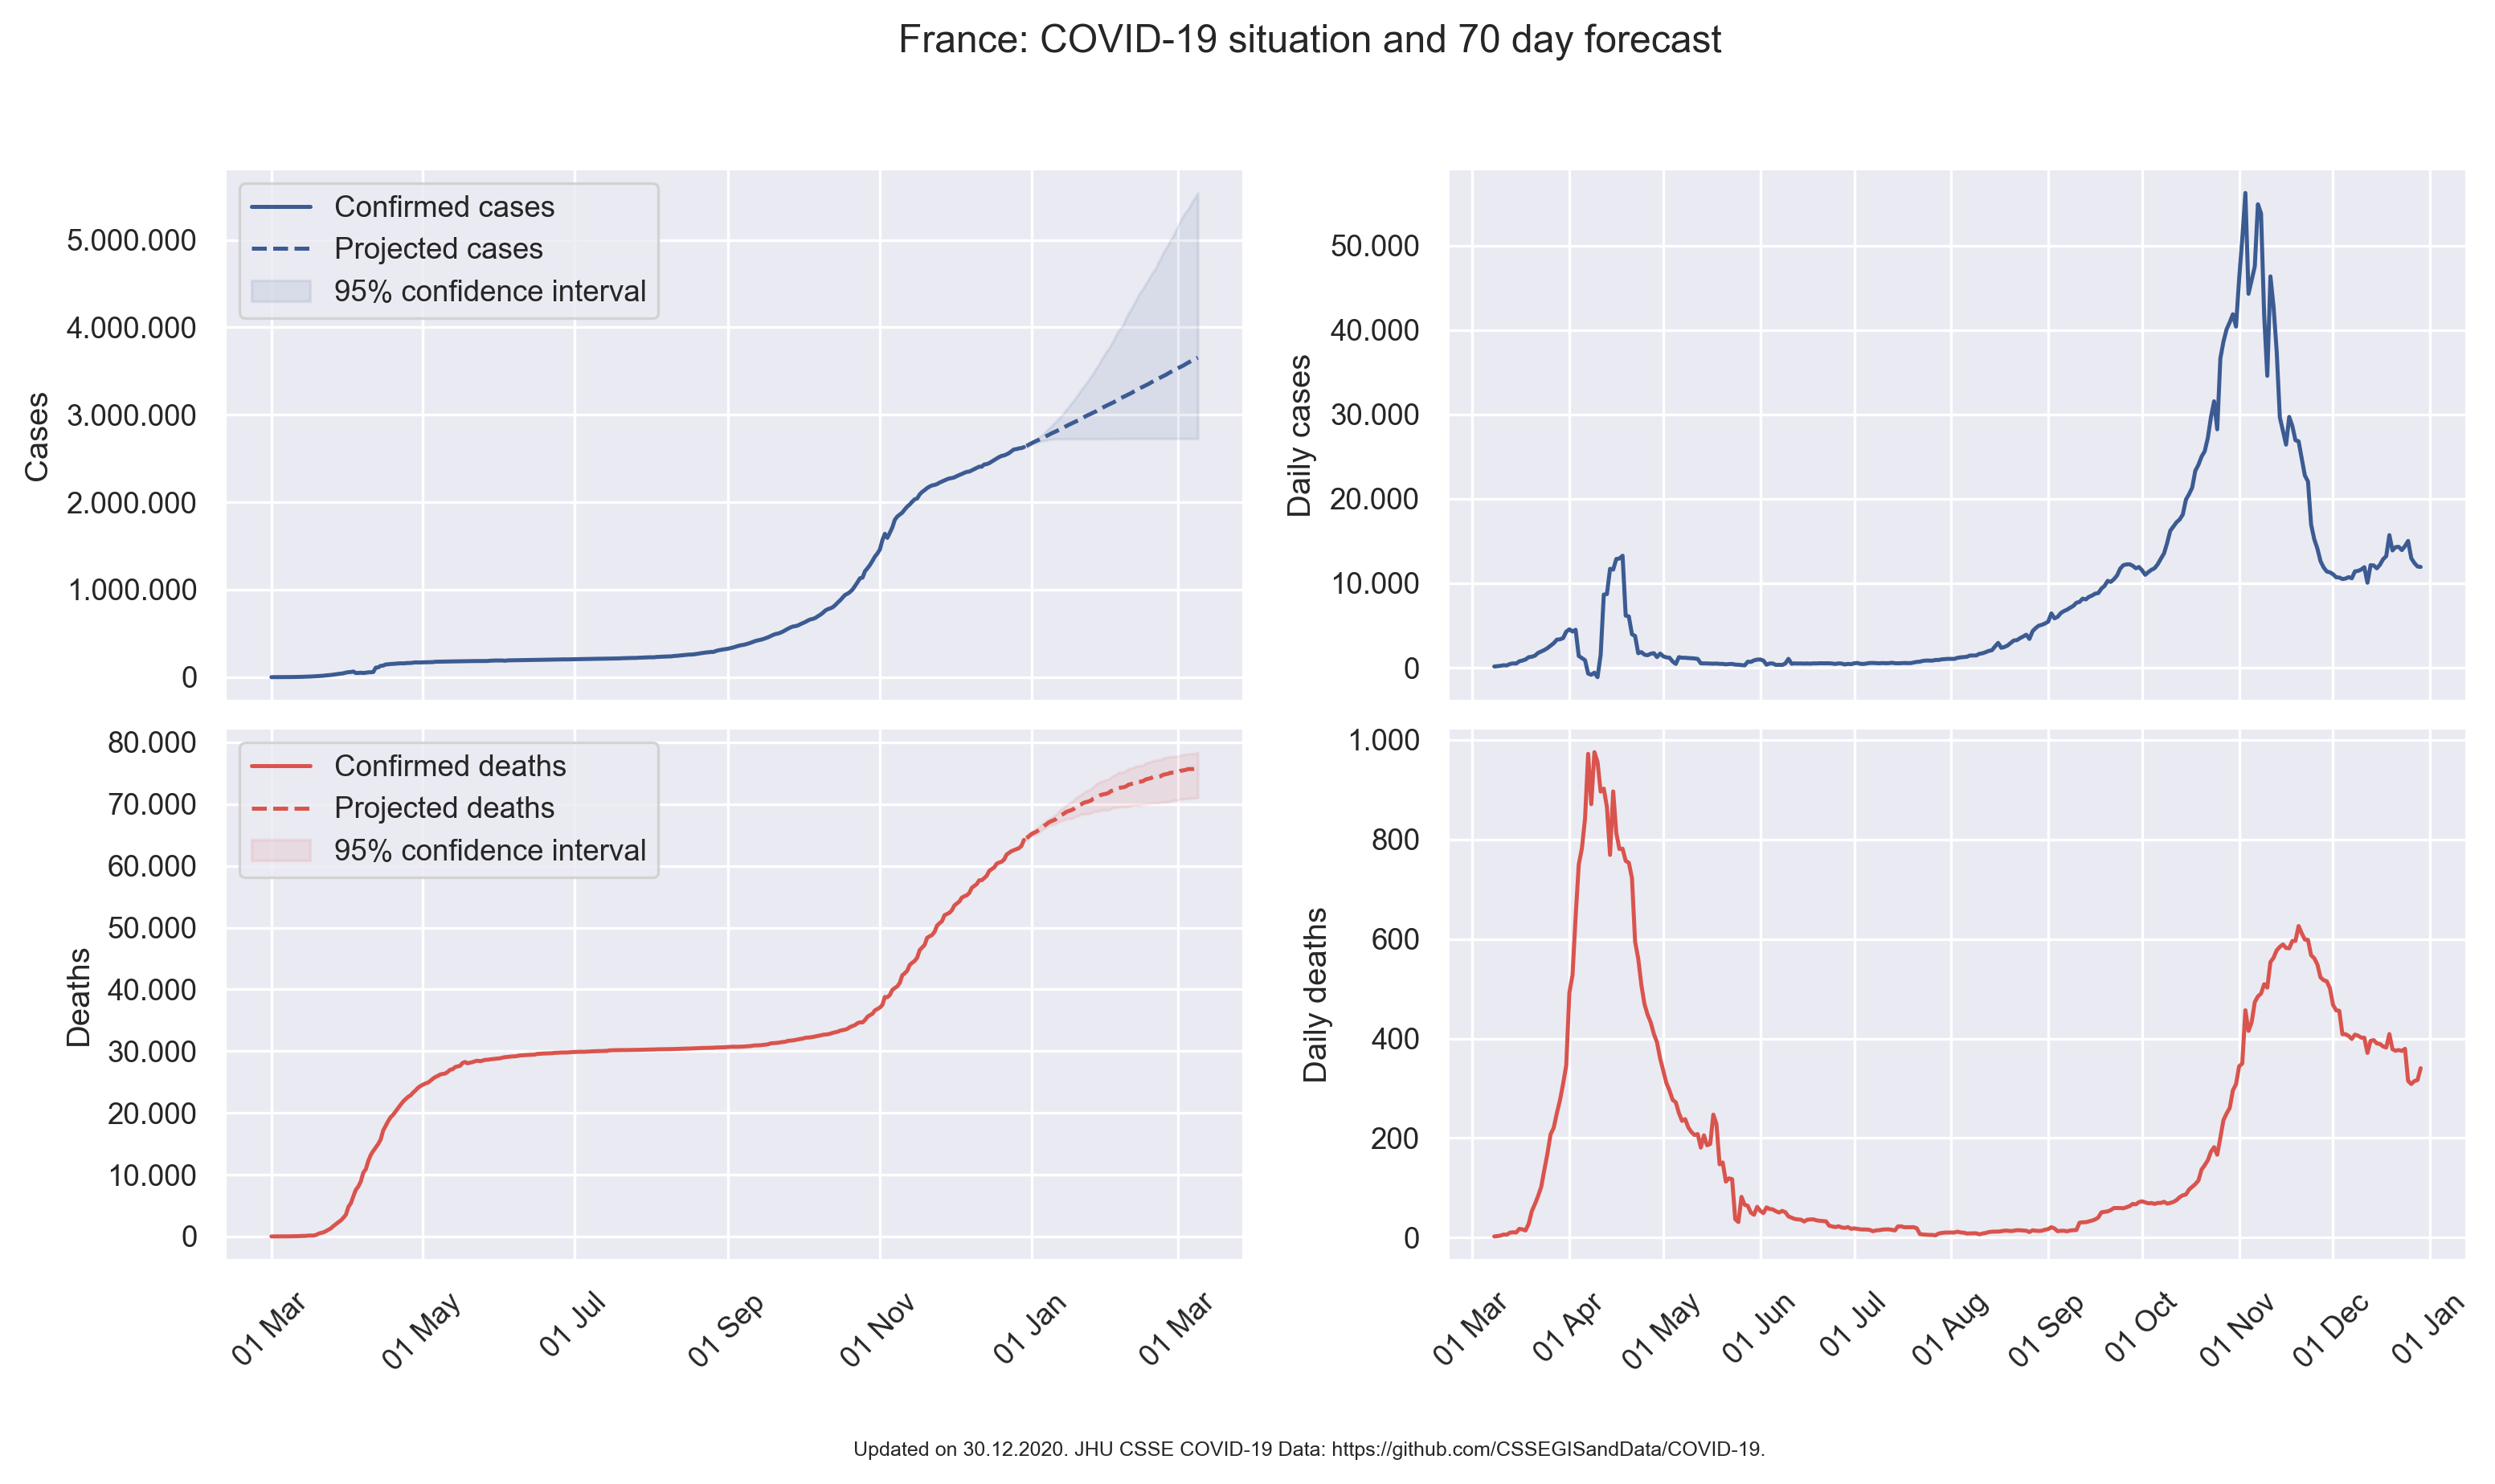 France: COVID-19 situation and 70 day forecast
Confirmed cases
Projected cases
95% confidence interval
Cases
5.000.000
4.000.000
3.000.000
2.000.000
1.000.000
0
Daily cases
50.000
40.000
30.000
20.000
10.000
0
Confirmed deaths
Projected deaths
95% confidence interval
Deaths
80.000
70.000
60.000
50.000
40.000
30.000
20.000
10.000
0
01 Mar
01 May
01 Jul
01 Sep
01 Nov
01 Jan
01 Mar
Daily deaths
1.000
800
600
400
200
0
01 Mar
01 Apr
01 May
01 Jun
01 Jul
01 Aug
01 Sep
01 Oct
01 Nov
01 Dec
01 Jan
Updated on 30.12.2020. JHU CSSE COVID-19 Data: https://github.com/CSSEGISandData/COVID-19.